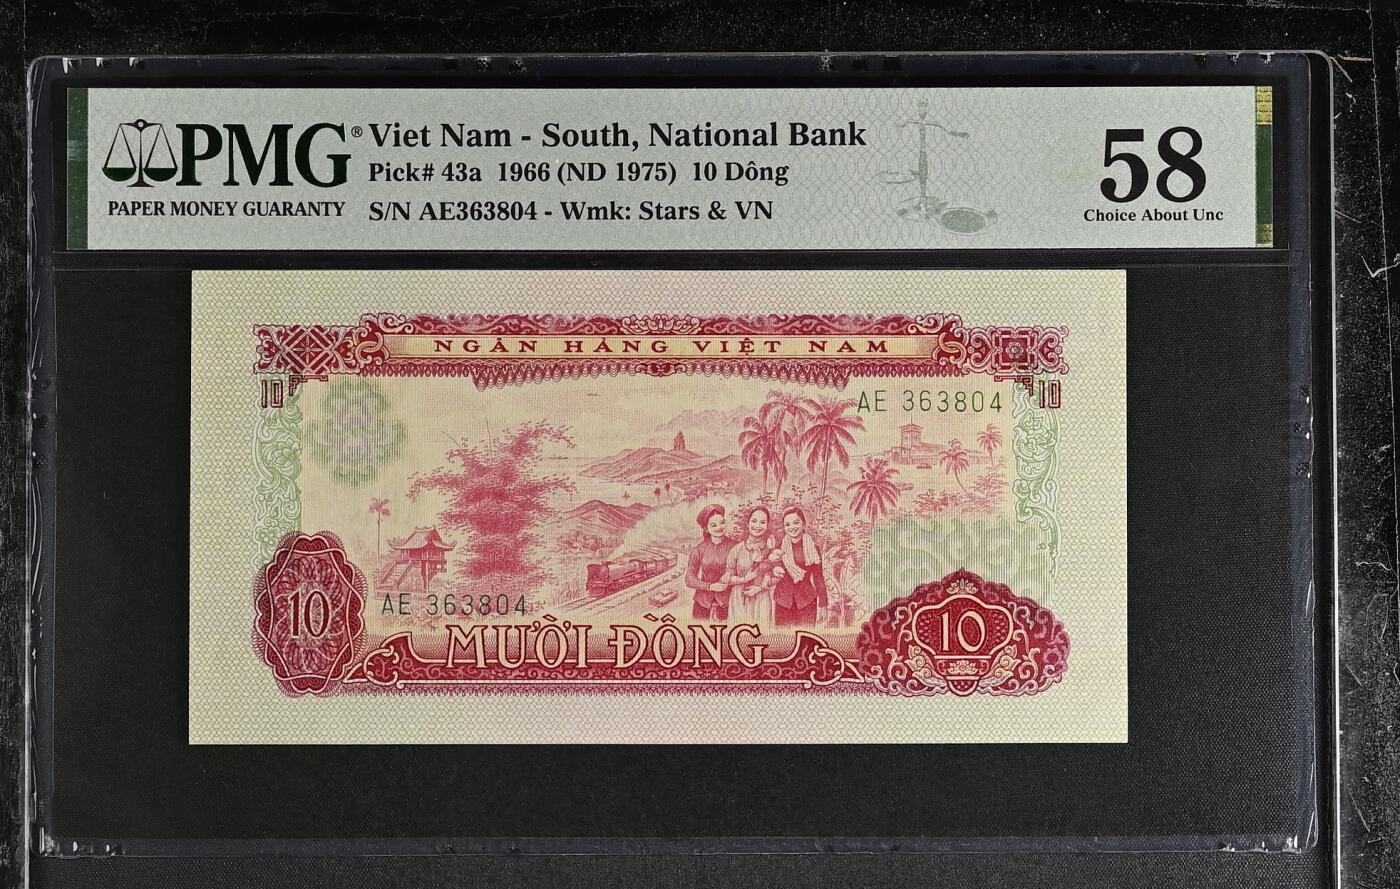 PMG® Viet Nam - South, National Bank
Pick# 43a 1966 (ND 1975) 10 Dông
PAPER MONEY GUARANTY S/N AE363804 - Wmk: Stars & VN
58
Choice About Unc
NGÂN HÀNG VIỆT NAM
10 10
AE 363804
AE 363804
10 MƯỜI ĐỒNG 10